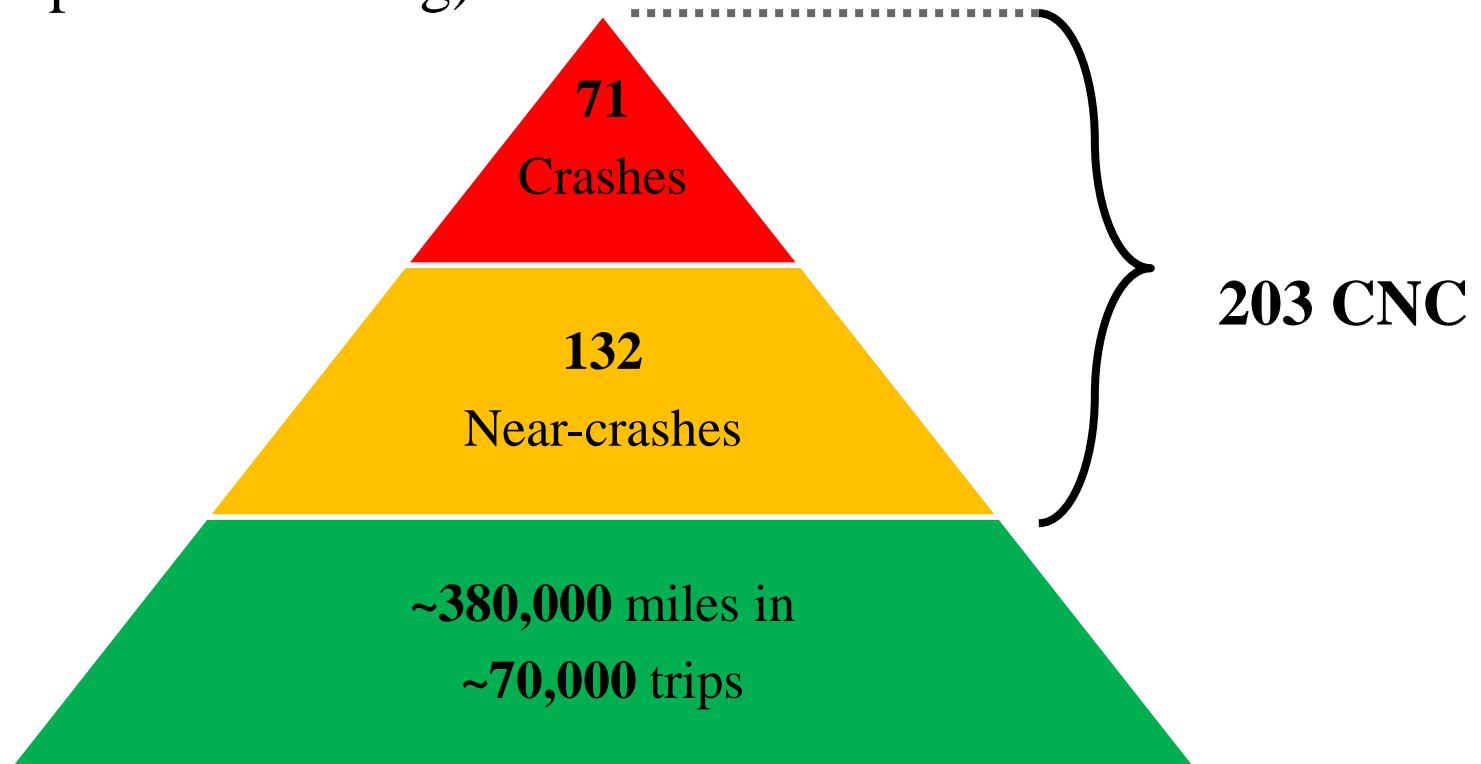 71
Crashes
132
Near-crashes
203 CNC
~380,000 miles in
~70,000 trips